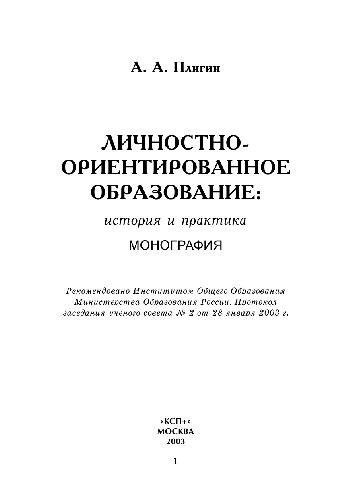 А. А. Плигин
ЛИЧНОСТНО-
ОРИЕНТИРОВАННОЕ
ОБРАЗОВАНИЕ:
история и практика
МОНОГРАФИЯ
Рекомендовано Институтом Общего Образования
Министерства Образования России. Протокол
заседания ученого совета № 2 от 28 января 2003 г.
«КСП+»
МОСКВА
2003
1